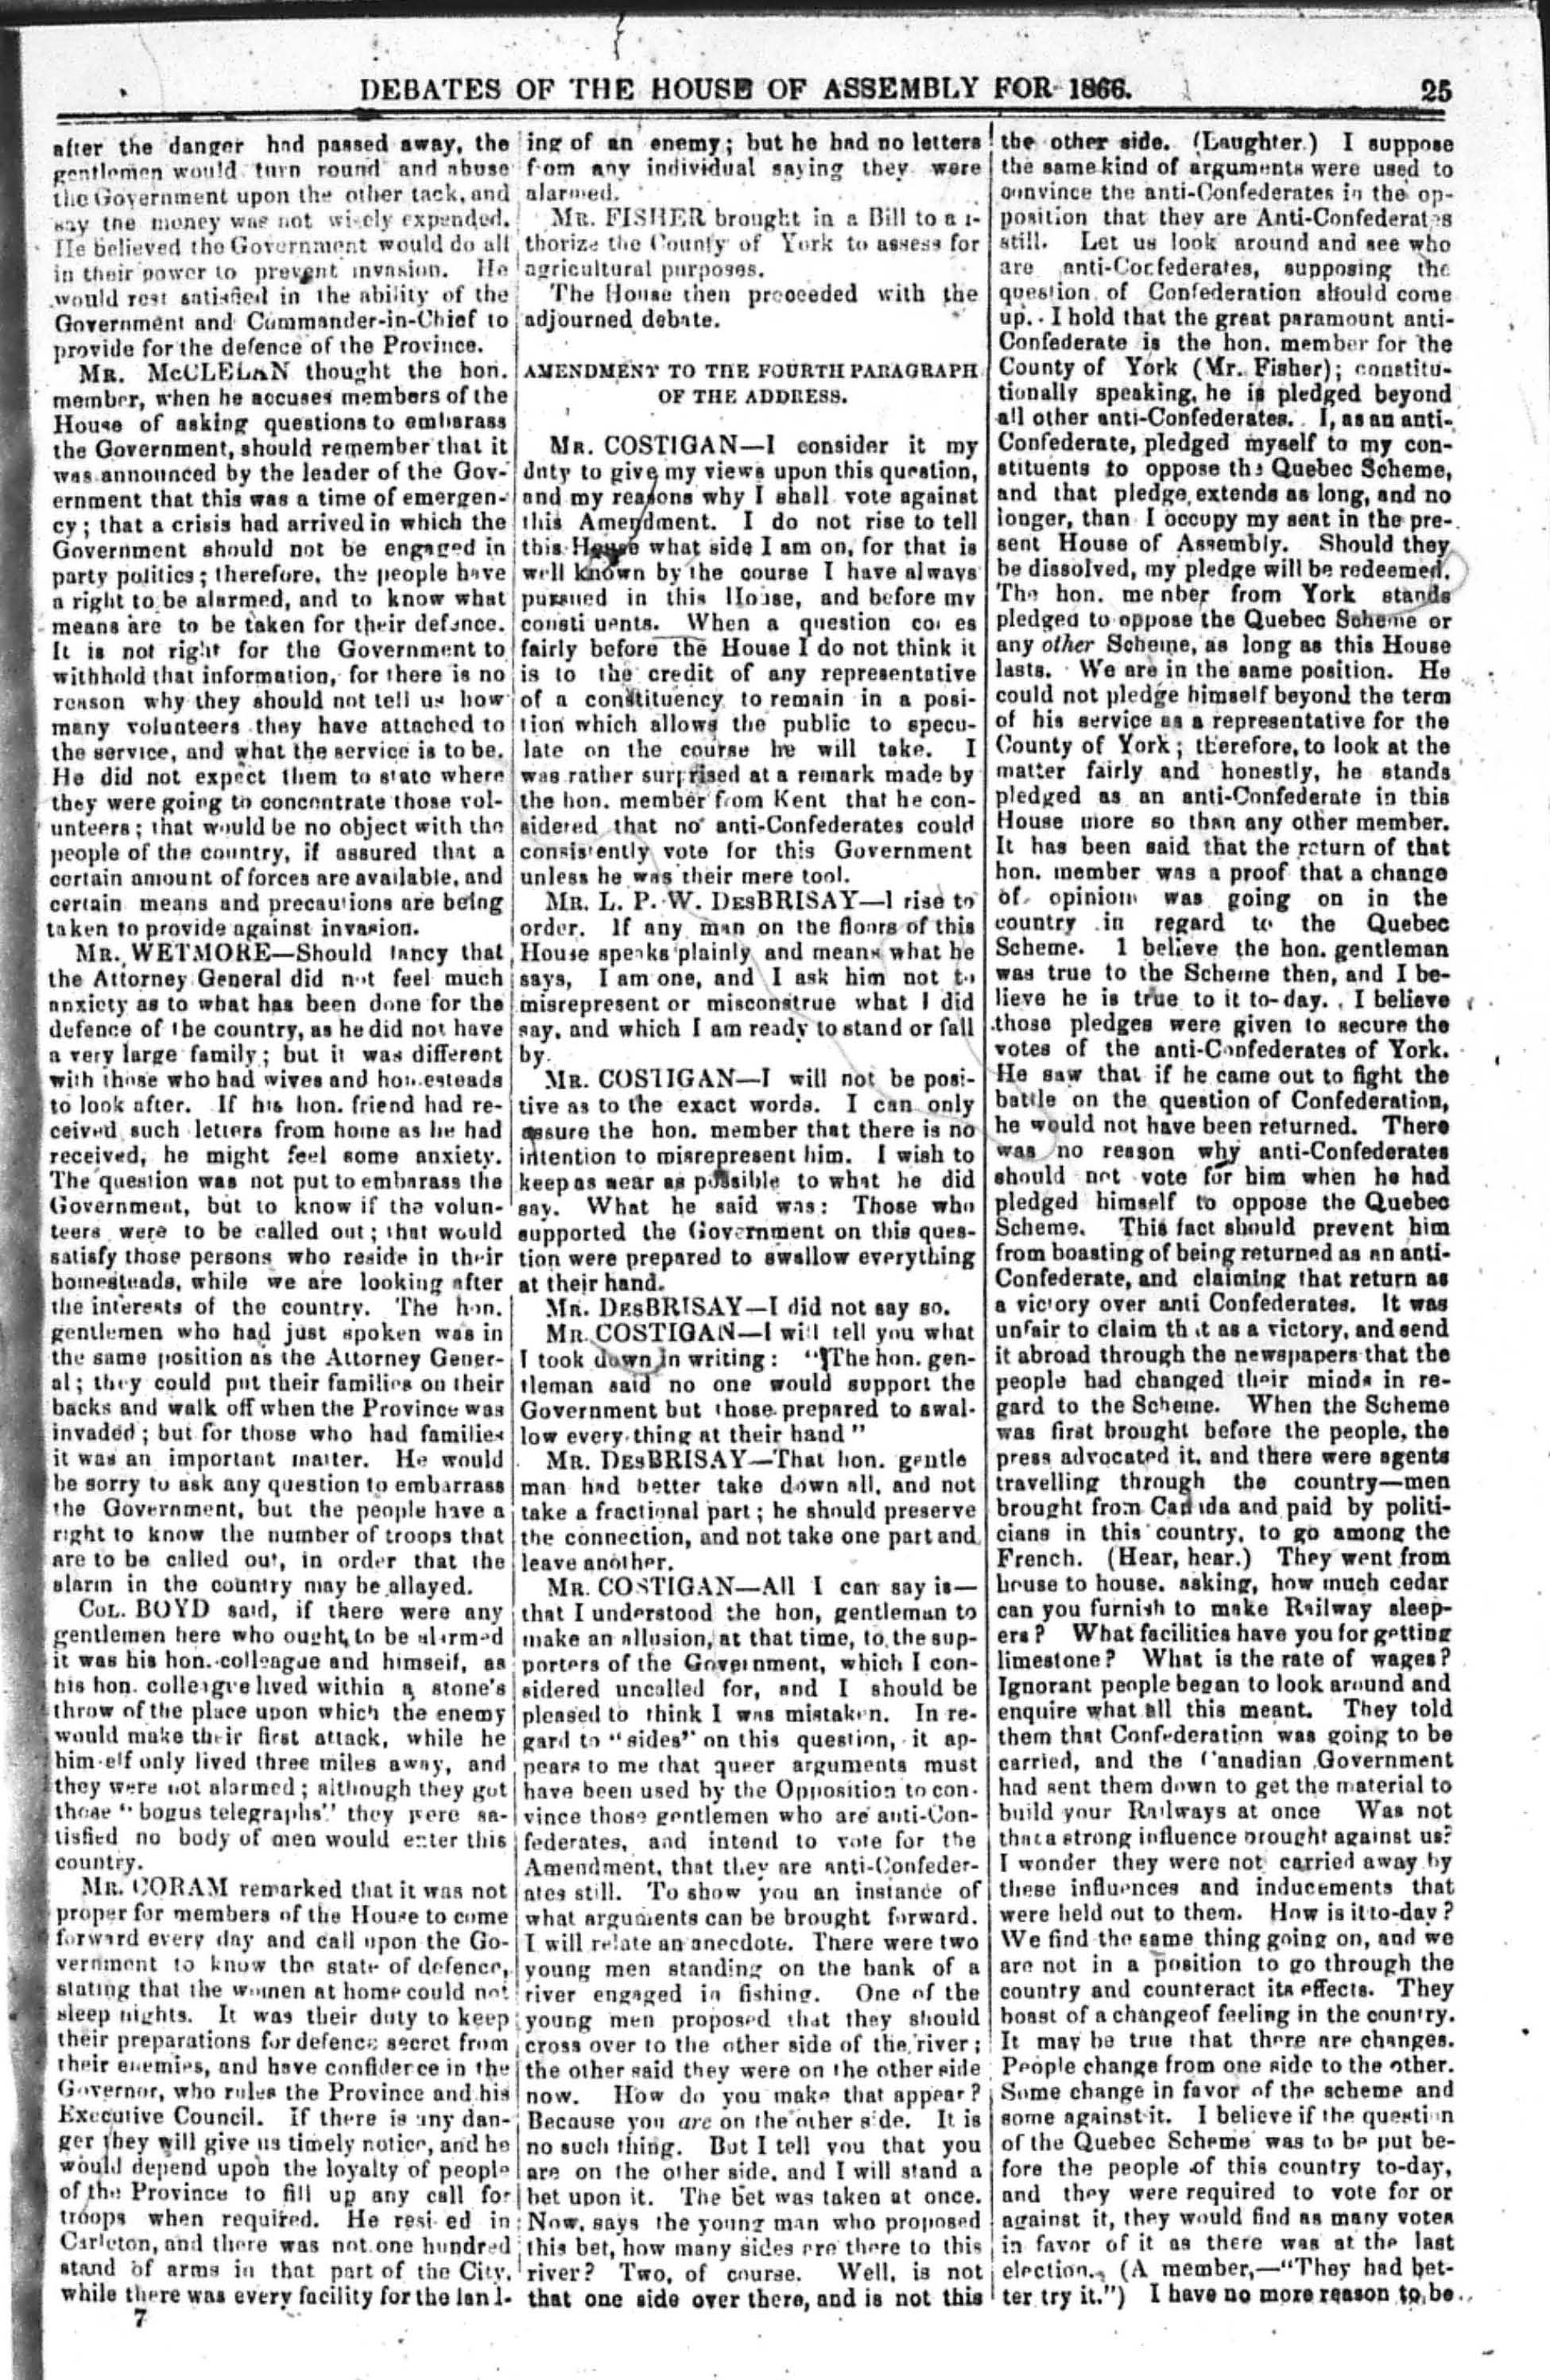 DEBATES OF THE HOUSE OF ASSEMBLY FOR 1866. 25
after the danger had passed away, the
gentlemen would turn round and abuse
the Government upon the other tack, and
say the money was not wisely expended.
He believed the Government would do all
in their power to prevent invasion. He
would rest satisfied in the ability of the
Government and Commander-in-Chief to
provide for the defence of the Province.
MR. McCLELAN thought the hon.
member, when he accuses members of the
House of asking questions to embarass
the Government, should remember that it
was announced by the leader of the Gov-
ernment that this was a time of emergen-
cy; that a crisis had arrived in which the
Government should not be engaged in
party politics; therefore, the people have
a right to be alarmed, and to know what
means are to be taken for their defence.
It is not right for the Government to
withhold that information, for there is no
reason why they should not tell us how
many volunteers they have attached to
the service, and what the service is to be.
He did not expect them to state where
they were going to concentrate those vol-
unteers; that would be no object with the
people of the country, if assured that a
certain amount of forces are available, and
certain means and precautions are being
taken to provide against invasion.
MR. WETMORE—Should fancy that
the Attorney General did not feel much
anxiety as to what has been done for the
defence of the country, as he did not have
a very large family; but it was different
with those who had wives and homesteads
to look after. If his hon. friend had re-
ceived such letters from home as he had
received, he might feel some anxiety.
The question was not put to embarass the
Government, but to know if the volun-
teers were to be called out; that would
satisfy those persons who reside in their
homesteads, while we are looking after
the interests of the country. The hon.
gentlemen who had just spoken was in
the same position as the Attorney Gener-
al; they could put their families on their
backs and walk off when the Province was
invaded; but for those who had families
it was an important matter. He would
be sorry to ask any question to embarrass
the Government, but the people have a
right to know the number of troops that
are to be called out, in order that the
alarm in the country may be allayed.
COL. BOYD said, if there were any
gentlemen here who ought to be alarmed
it was his hon. colleague and himself, as
his hon. colleague lived within a stone's
throw of the place upon which the enemy
would make their first attack, while he
himself only lived three miles away, and
they were not alarmed; although they got
those "bogus telegraphs" they were sa-
tisfied no body of men would enter this
country.
MR. CORAM remarked that it was not
proper for members of the House to come
forward every day and call upon the Go-
vernment to know the state of defence,
stating that the women at home could not
sleep nights. It was their duty to keep
their preparations for defence secret from
their enemies, and have confidence in the
Governor, who rules the Province and his
Executive Council. If there is any dan-
ger they will give us timely notice, and he
would depend upon the loyalty of people
of the Province to fill up any call for
troops when required. He resided in
Carleton, and there was not one hundred
stand of arms in that part of the City,
while there was every facility for the land-
7
ing of an enemy; but he had no letters
from any individual saying they were
alarmed.
MR. FISHER brought in a Bill to au-
thorize the County of York to assess for
agricultural purposes.
The House then proceeded with the
adjourned debate.
AMENDMENT TO THE FOURTH PARAGRAPH
OF THE ADDRESS.
MR. COSTIGAN—I consider it my
duty to give my views upon this question,
and my reasons why I shall vote against
this Amendment. I do not rise to tell
this House what side I am on, for that is
well known by the course I have always
pursued in this House, and before my
constituents. When a question comes
fairly before the House I do not think it
is to the credit of any representative
of a constituency to remain in a posi-
tion which allows the public to specu-
late on the course he will take. I
was rather surprised at a remark made by
the hon. member from Kent that he con-
sidered that no anti-Confederates could
consistently vote for this Government
unless he was their mere tool.
MR. L. P. W. DESBRISAY—I rise to
order. If any man on the floors of this
House speaks plainly and means what he
says, I am one, and I ask him not to
misrepresent or misconstrue what I did
say, and which I am ready to stand or fall
by.
MR. COSTIGAN—I will not be posi-
tive as to the exact words. I can only
assure the hon. member that there is no
intention to misrepresent him. I wish to
keep as near as possible to what he did
say. What he said was: Those who
supported the Government on this ques-
tion were prepared to swallow everything
at their hand.
MR. DESBRISAY—I did not say so.
MR. COSTIGAN—I will tell you what
I took down in writing: "The hon. gen-
tleman said no one would support the
Government but those prepared to swal-
low every thing at their hand"
MR. DESBRISAY—That hon. gentle
man had better take down all, and not
take a fractional part; he should preserve
the connection, and not take one part and
leave another.
MR. COSTIGAN—All I can say is—
that I understood the hon, gentleman to
make an allusion, at that time, to the sup-
porters of the Government, which I con-
sidered uncalled for, and I should be
pleased to think I was mistaken. In re-
gard to "sides" on this question, it ap-
pears to me that queer arguments must
have been used by the Opposition to con-
vince those gentlemen who are anti-Con-
federates, and intend to vote for the
Amendment, that they are anti-Confeder-
ates still. To show you an instance of
what arguments can be brought forward.
I will relate an anecdote. There were two
young men standing on the bank of a
river engaged in fishing. One of the
young men proposed that they should
cross over to the other side of the river;
the other said they were on the other side
now. How do you make that appear?
Because you are on the other side. It is
no such thing. But I tell you that you
are on the other side, and I will stand a
bet upon it. The bet was taken at once.
Now, says the young man who proposed
this bet, how many sides are there to this
river? Two, of course. Well, is not
that one side over there, and is not this
the other side. (Laughter.) I suppose
the same kind of arguments were used to
convince the anti-Confederates in the op-
position that they are Anti-Confederates
still. Let us look around and see who
are anti-Cocfederates, supposing the
question of Confederation should come
up. I hold that the great paramount anti-
Confederate is the hon. member for the
County of York (Mr. Fisher); constitu-
tionally speaking, he is pledged beyond
all other anti-Confederates. I, as an anti-
Confederate, pledged myself to my con-
stituents to oppose the Quebec Scheme,
and that pledge extends as long, and no
longer, than I occupy my seat in the pre-
sent House of Assembly. Should they
be dissolved, my pledge will be redeemed.
The hon. member from York stands
pledged to oppose the Quebec Scheme or
any other Scheme, as long as this House
lasts. We are in the same position. He
could not pledge himself beyond the term
of his service as a representative for the
County of York; therefore, to look at the
matter fairly and honestly, he stands
pledged as an anti-Confederate in this
House more so than any other member.
It has been said that the return of that
hon. member was a proof that a change
of opinion was going on in the
country in regard to the Quebec
Scheme. I believe the hon. gentleman
was true to the Scheme then, and I be-
lieve he is true to it to-day. I believe
those pledges were given to secure the
votes of the anti-Confederates of York.
He saw that if he came out to fight the
battle on the question of Confederation,
he would not have been returned. There
was no reason why anti-Confederates
should not vote for him when he had
pledged himself to oppose the Quebec
Scheme. This fact should prevent him
from boasting of being returned as an anti-
Confederate, and claiming that return as
a victory over anti Confederates. It was
unfair to claim that as a victory, and send
it abroad through the newspapers that the
people had changed their minds in re-
gard to the Scheme. When the Scheme
was first brought before the people, the
press advocated it, and there were agents
travelling through the country—men
brought from Canada and paid by politi-
cians in this country, to go among the
French. (Hear, hear.) They went from
house to house, asking, how much cedar
can you furnish to make Railway sleep-
ers? What facilities have you for getting
limestone? What is the rate of wages?
Ignorant people began to look around and
enquire what all this meant. They told
them that Confederation was going to be
carried, and the Canadian Government
had sent them down to get the material to
build your Railways at once Was not
that a strong influence brought against us?
I wonder they were not carried away by
these influences and inducements that
were held out to them. How is it to-day?
We find the same thing going on, and we
are not in a position to go through the
country and counteract its effects. They
boast of a change of feeling in the country.
It may be true that there are changes.
People change from one side to the other.
Some change in favor of the scheme and
some against it. I believe if the question
of the Quebec Scheme was to be put be-
fore the people of this country to-day,
and they were required to vote for or
against it, they would find as many votes
in favor of it as there was at the last
election. (A member,—"They had bet-
ter try it.") I have no more reason to be